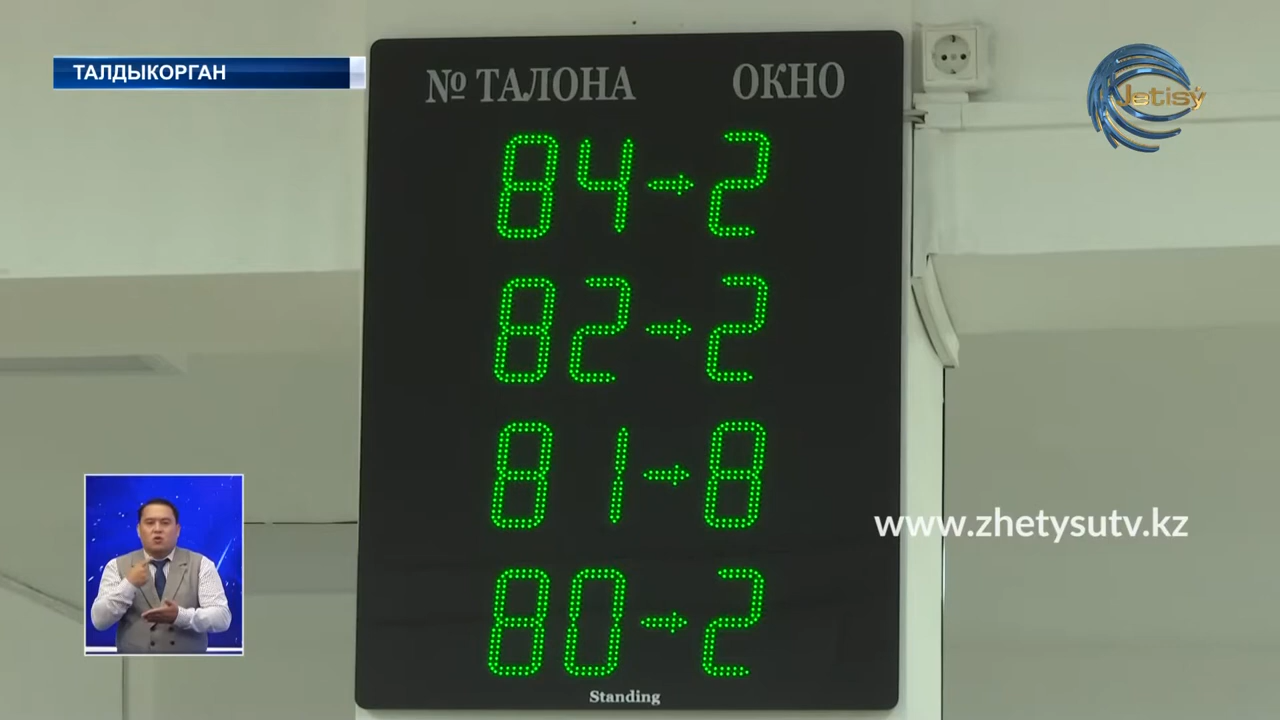 ТАЛДЫКОРГАН
Jetisý
№ ТАЛОНА ОКНО
84→2
82→2
81→8
80→2
Standing
www.zhetysutv.kz